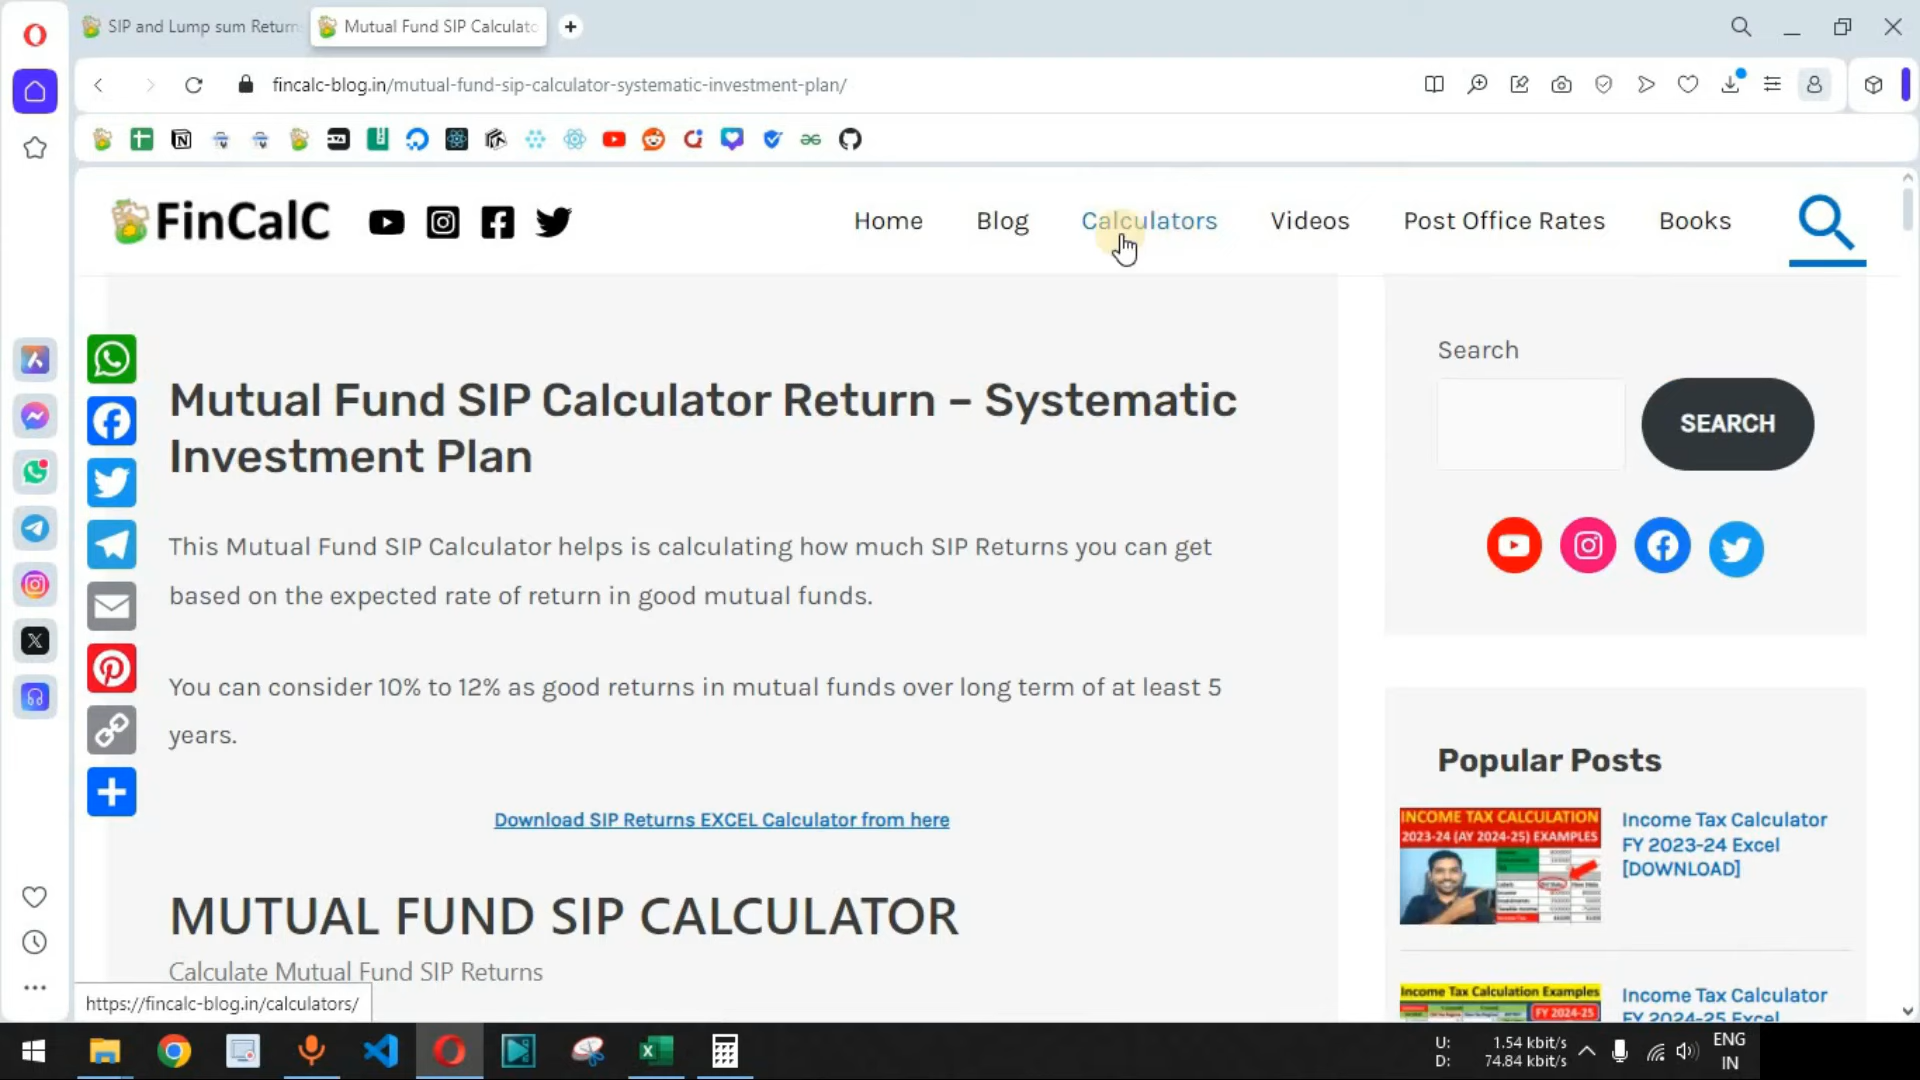 SIP and Lump sum Return
Mutual Fund SIP Calculato
fincalc-blog.in/mutual-fund-sip-calculator-systematic-investment-plan/
FinCalC
Home
Blog
Calculators
Videos
Post Office Rates
Books
Mutual Fund SIP Calculator Return – Systematic
Investment Plan
This Mutual Fund SIP Calculator helps is calculating how much SIP Returns you can get
based on the expected rate of return in good mutual funds.
You can consider 10% to 12% as good returns in mutual funds over long term of at least 5
years.
Download SIP Returns EXCEL Calculator from here
MUTUAL FUND SIP CALCULATOR
Calculate Mutual Fund SIP Returns
https://fincalc-blog.in/calculators/
Search
SEARCH
Popular Posts
INCOME TAX CALCULATION
2023-24 (AY 2024-25) EXAMPLES
Income Tax Calculator
FY 2023-24 Excel
[DOWNLOAD]
Income Tax Calculation Examples
FY 2024-25
Income Tax Calculator
FY 2024-25 Excel
U: 1.54 kbit/s
D: 74.84 kbit/s
ENG
IN